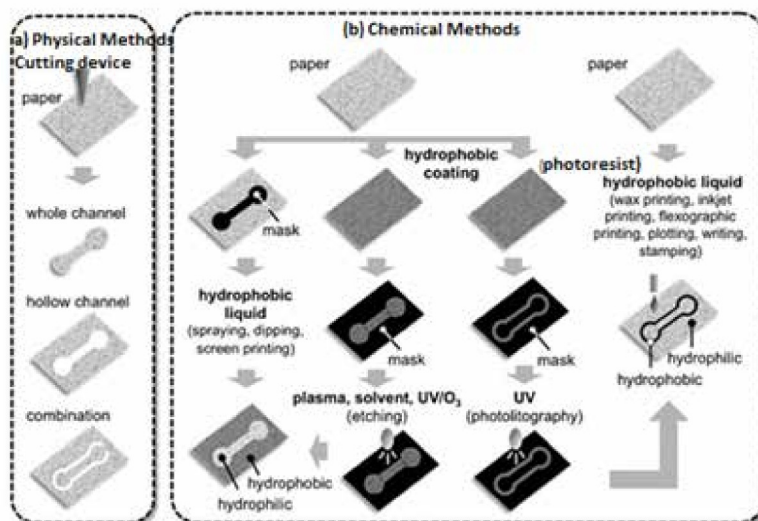 a) Physical Methods
Cutting device
paper
whole channel
hollow channel
combination
(b) Chemical Methods
paper
paper
hydrophobic
coating
(photoresist)
mask
hydrophobic
liquid
(spraying, dipping,
screen printing)
mask
mask
plasma, solvent, UV/O₃
(etching)
UV
(photolitography)
hydrophobic
hydrophilic
hydrophobic liquid
(wax printing, inkjet
printing, flexographic
printing, plotting, writing,
stamping)
hydrophilic
hydrophobic